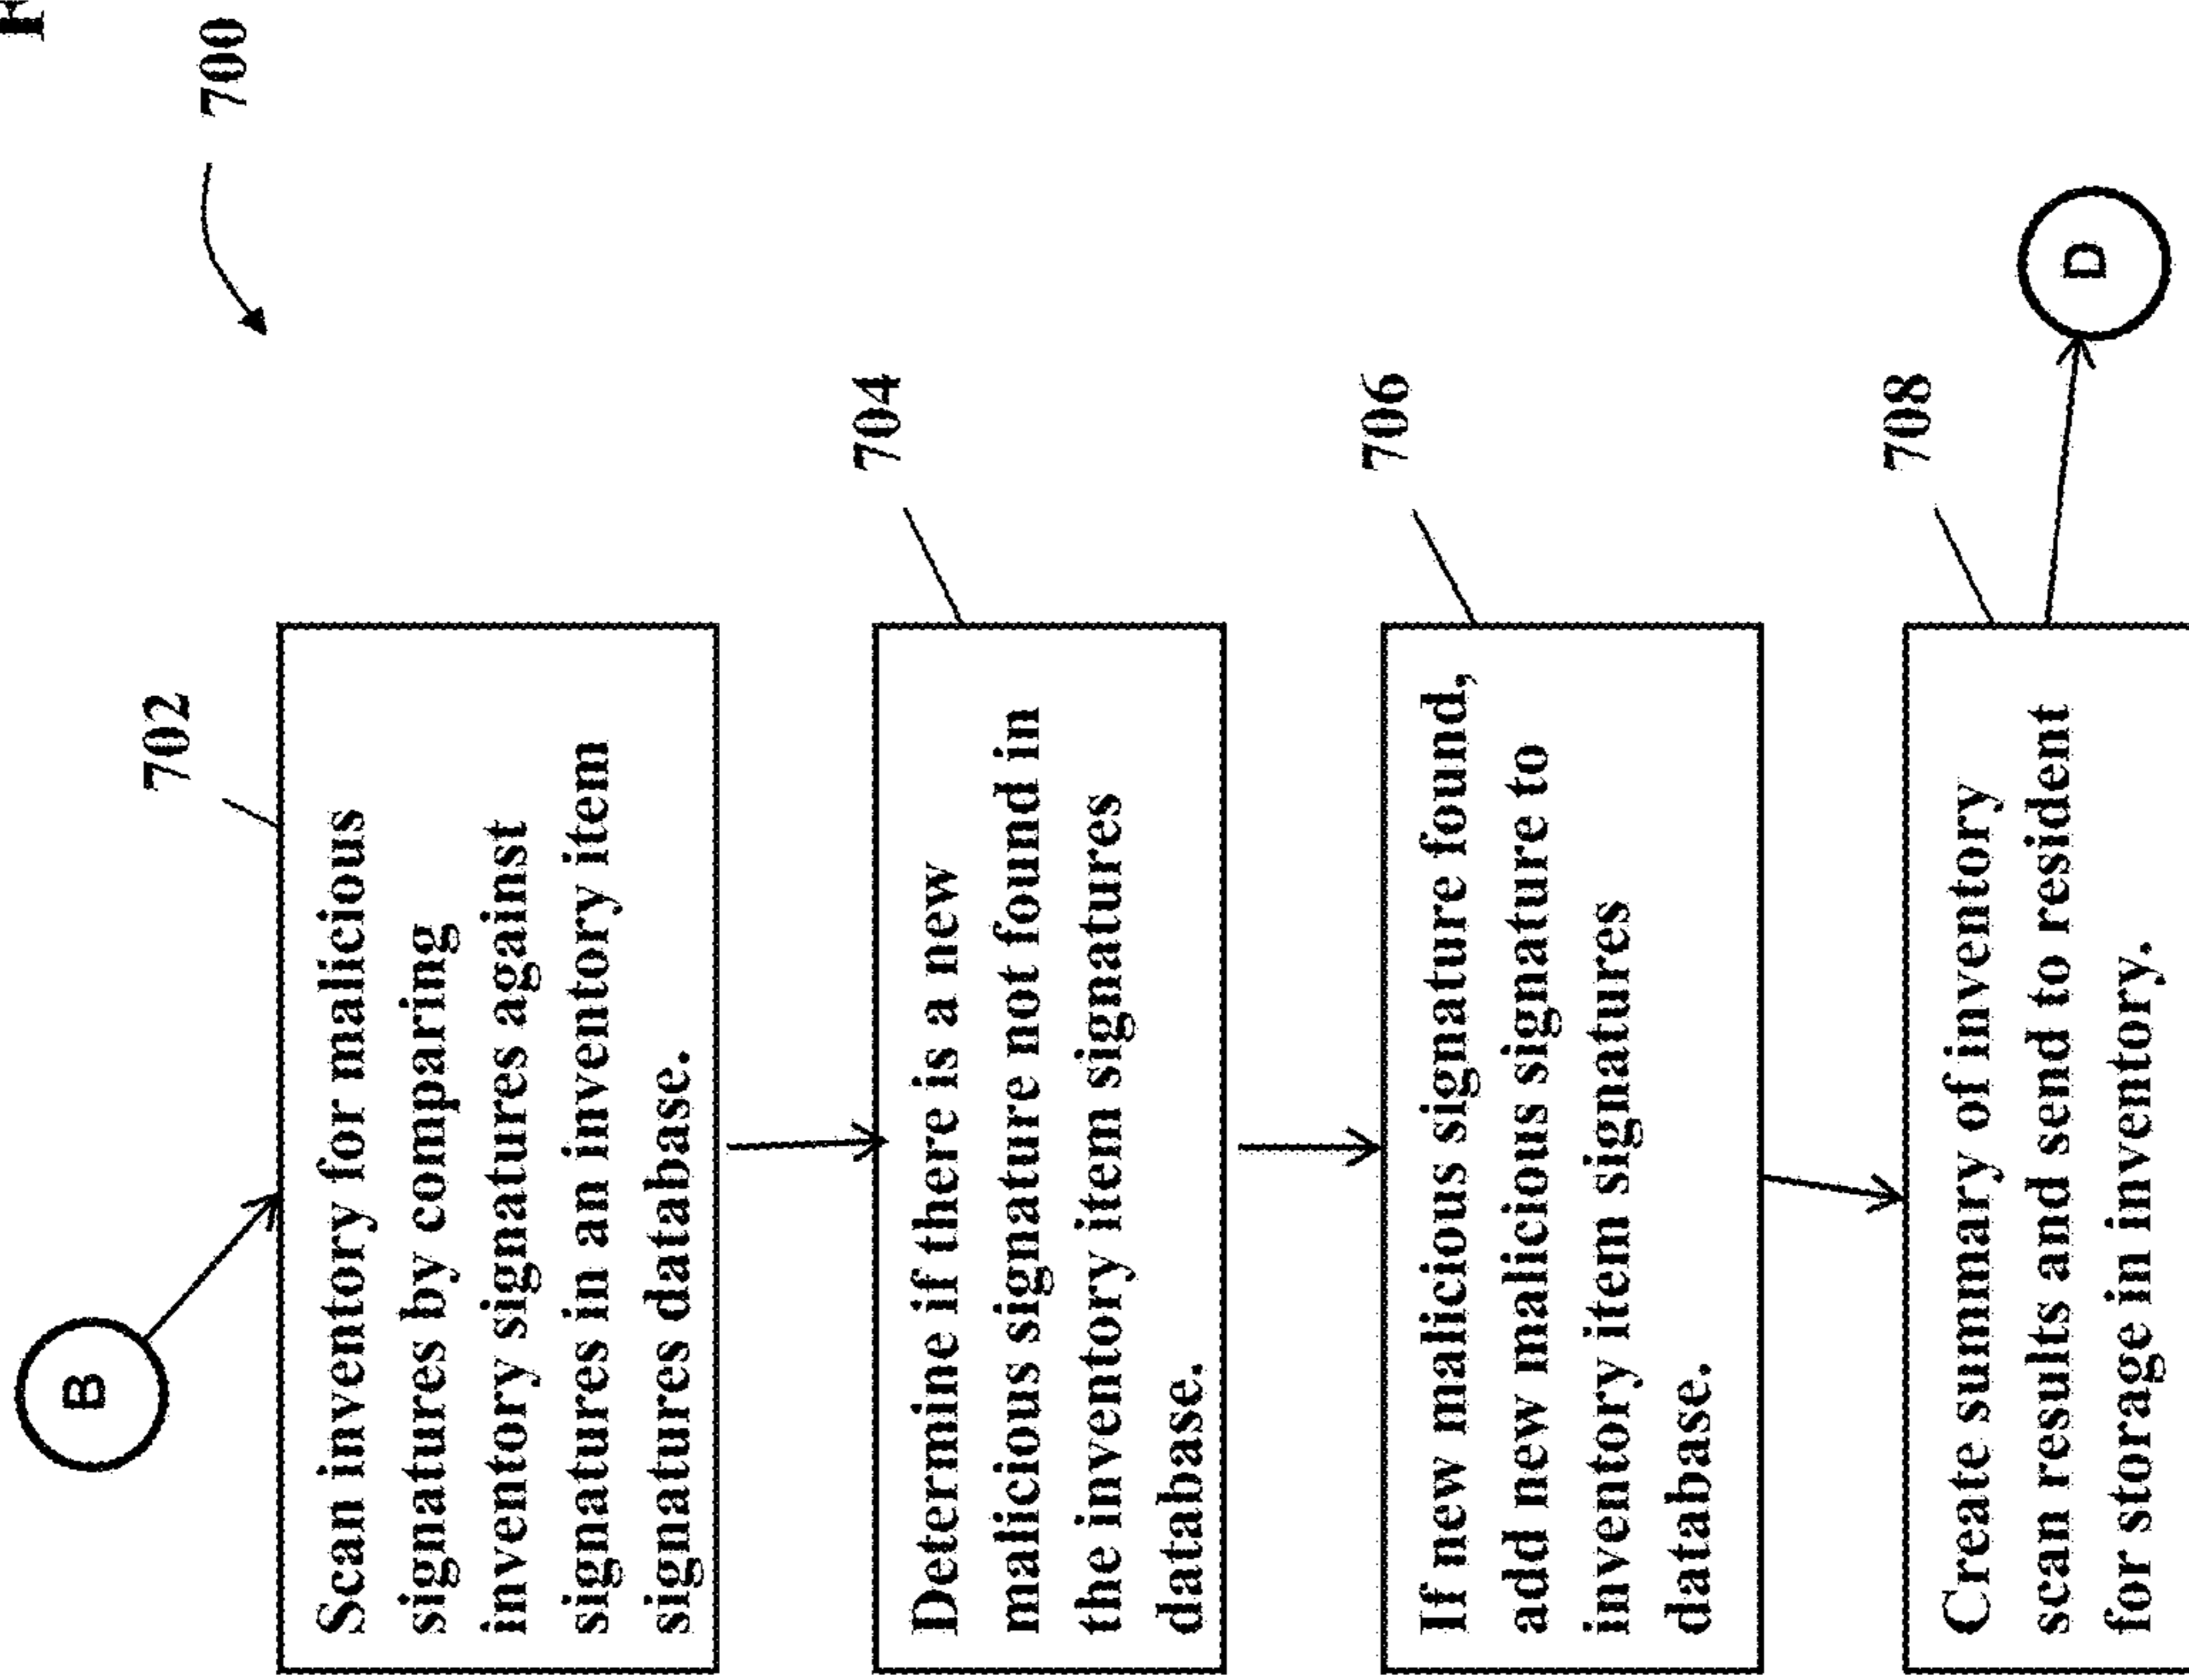 700
B
702
Scan inventory for malicious
signatures by comparing
inventory signatures against
signatures in an inventory item
signatures database.
704
Determine if there is a new
malicious signature not found in
the inventory item signatures
database.
706
If new malicious signature found,
add new malicious signature to
inventory item signatures
database.
708
Create summary of inventory
scan results and send to resident
for storage in inventory.
D